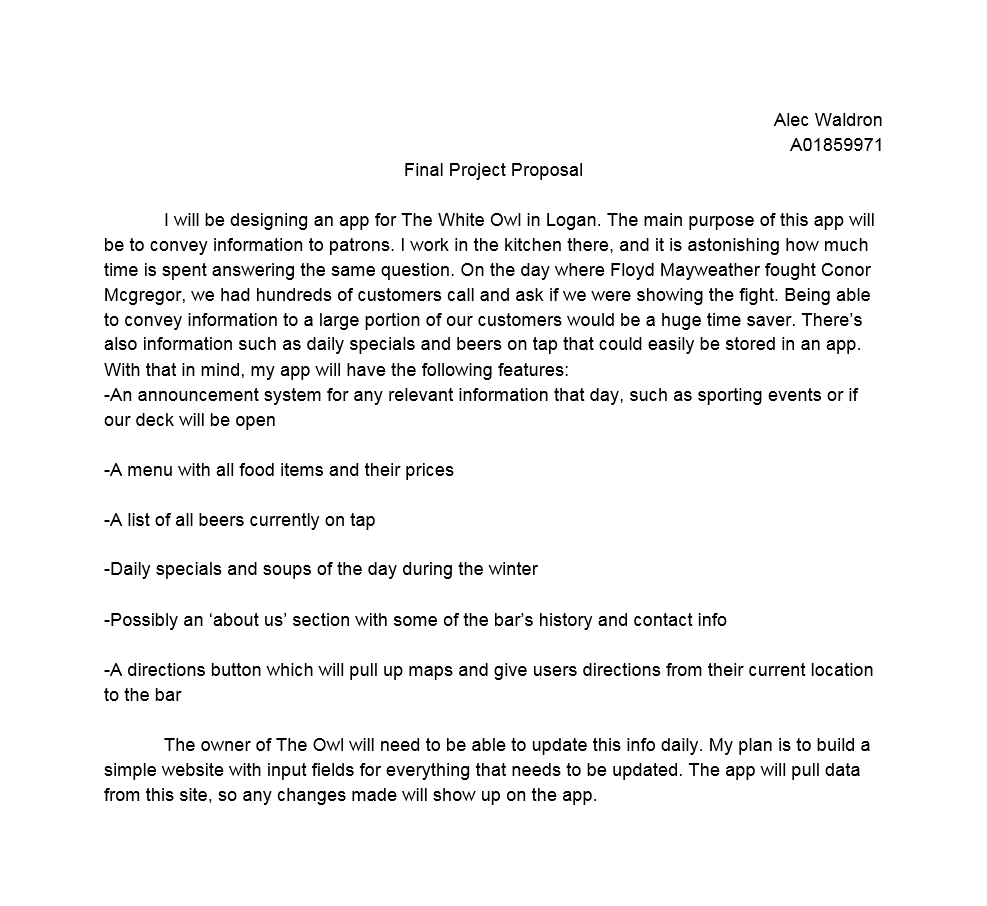 Alec Waldron
A01859971
Final Project Proposal
I will be designing an app for The White Owl in Logan. The main purpose of this app will
be to convey information to patrons. I work in the kitchen there, and it is astonishing how much
time is spent answering the same question. On the day where Floyd Mayweather fought Conor
Mcgregor, we had hundreds of customers call and ask if we were showing the fight. Being able
to convey information to a large portion of our customers would be a huge time saver. There’s
also information such as daily specials and beers on tap that could easily be stored in an app.
With that in mind, my app will have the following features:
-An announcement system for any relevant information that day, such as sporting events or if
our deck will be open
-A menu with all food items and their prices
-A list of all beers currently on tap
-Daily specials and soups of the day during the winter
-Possibly an ‘about us’ section with some of the bar’s history and contact info
-A directions button which will pull up maps and give users directions from their current location
to the bar
The owner of The Owl will need to be able to update this info daily. My plan is to build a
simple website with input fields for everything that needs to be updated. The app will pull data
from this site, so any changes made will show up on the app.